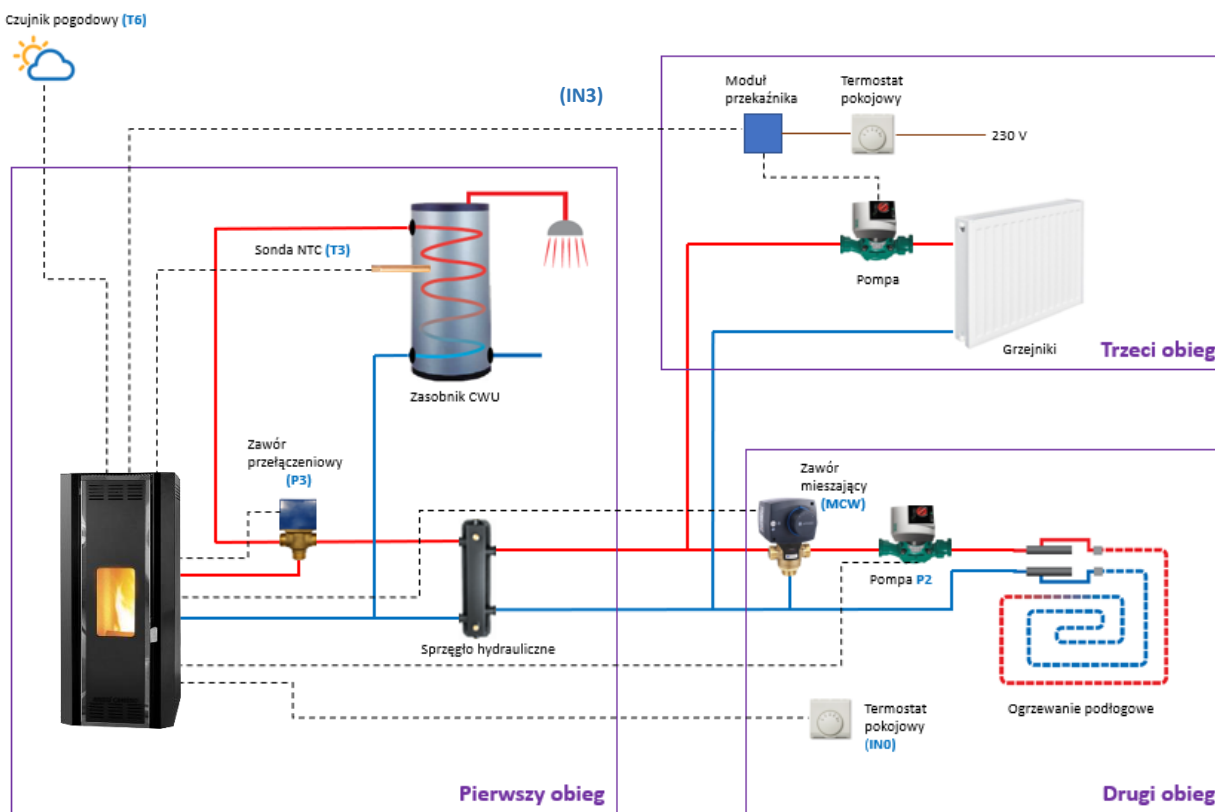 Czujnik pogodowy (T6)
(IN3)
Moduł
przekaźnika
Termostat
pokojowy
230 V
Sonda NTC (T3)
Pompa
Grzejniki
Trzeci obieg
Zasobnik CWU
Zawór
przełączeniowy
(P3)
Zawór
mieszający
(MCW)
Pompa P2
Sprzęgło hydrauliczne
Ogrzewanie podłogowe
Termostat
pokojowy
(IN0)
Pierwszy obieg
Drugi obieg